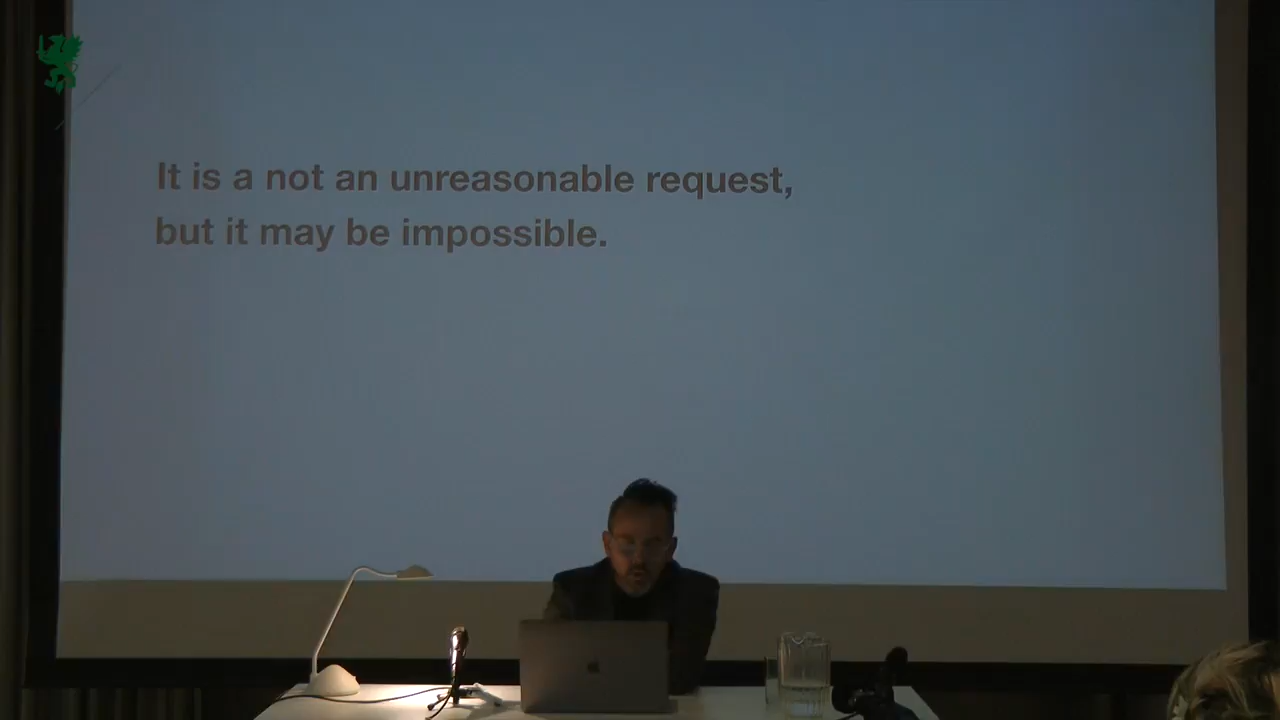 It is a not an unreasonable request,
but it may be impossible.